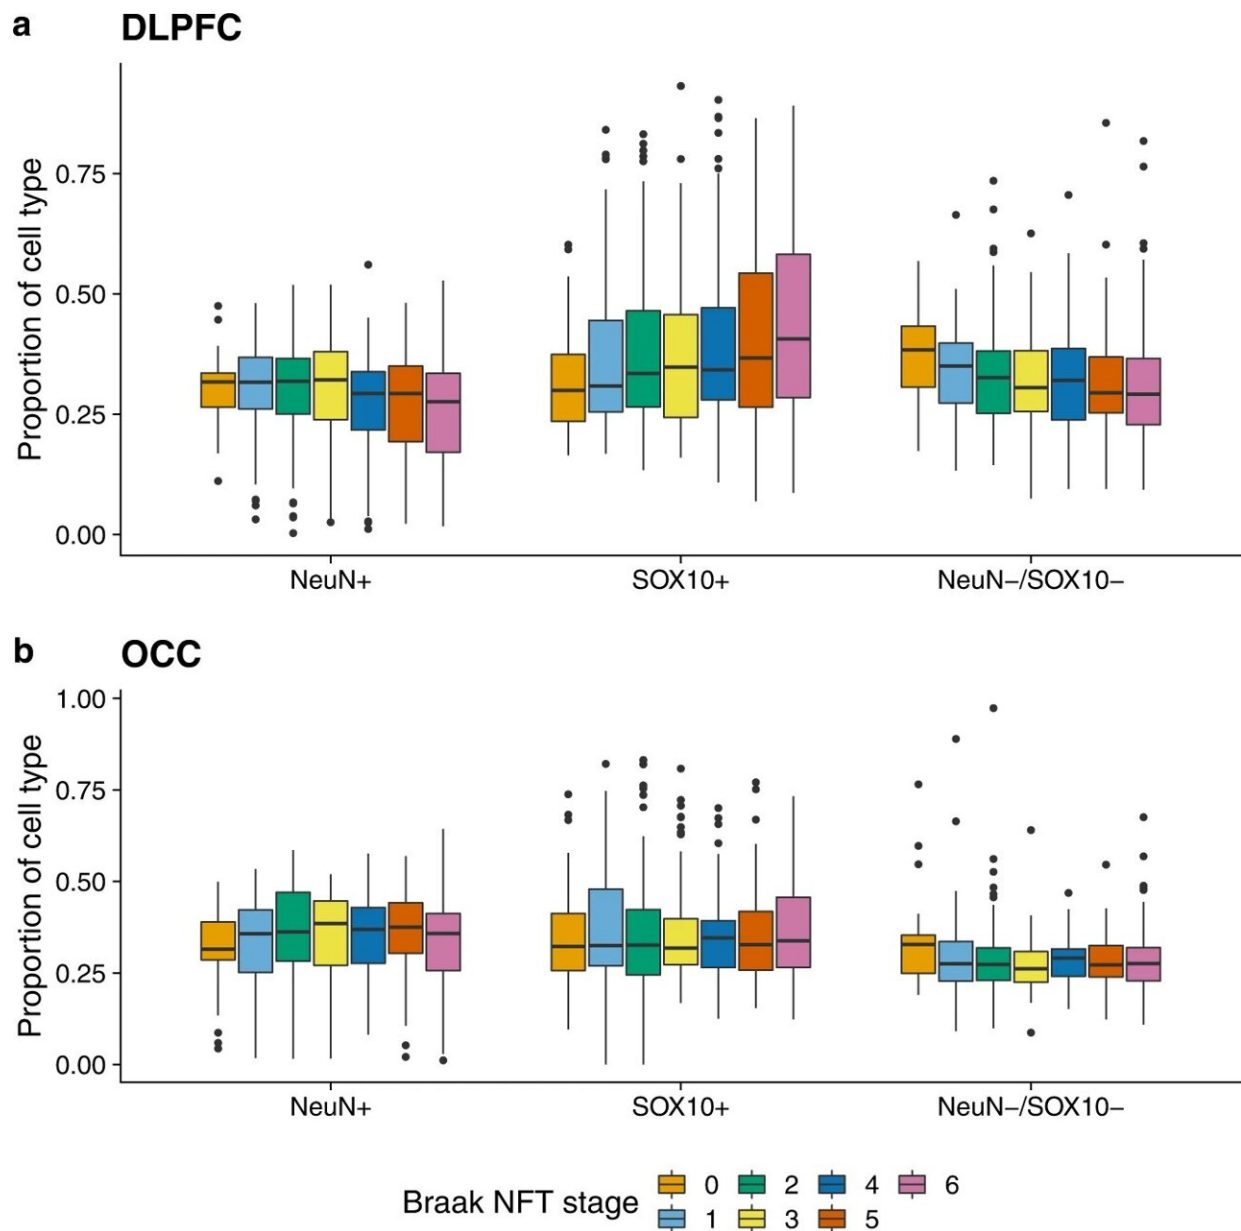 a DLPFC
Proportion of cell type
0.75
0.50
0.25
0.00
NeuN+ SOX10+ NeuN−/SOX10−
b OCC
Proportion of cell type
1.00
0.75
0.50
0.25
0.00
NeuN+ SOX10+ NeuN−/SOX10−
Braak NFT stage
0 2 4 6
1 3 5